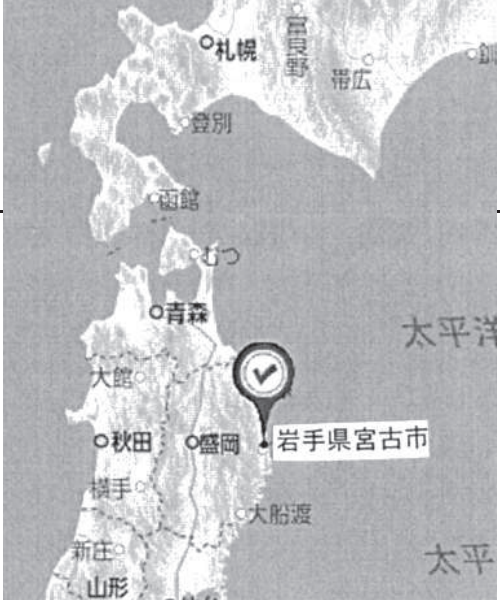 札幌
富良野
帯広
登別
函館
むつ
青森
太平洋
大館
秋田
盛岡
岩手県宮古市
横手
大船渡
新庄
太平
山形